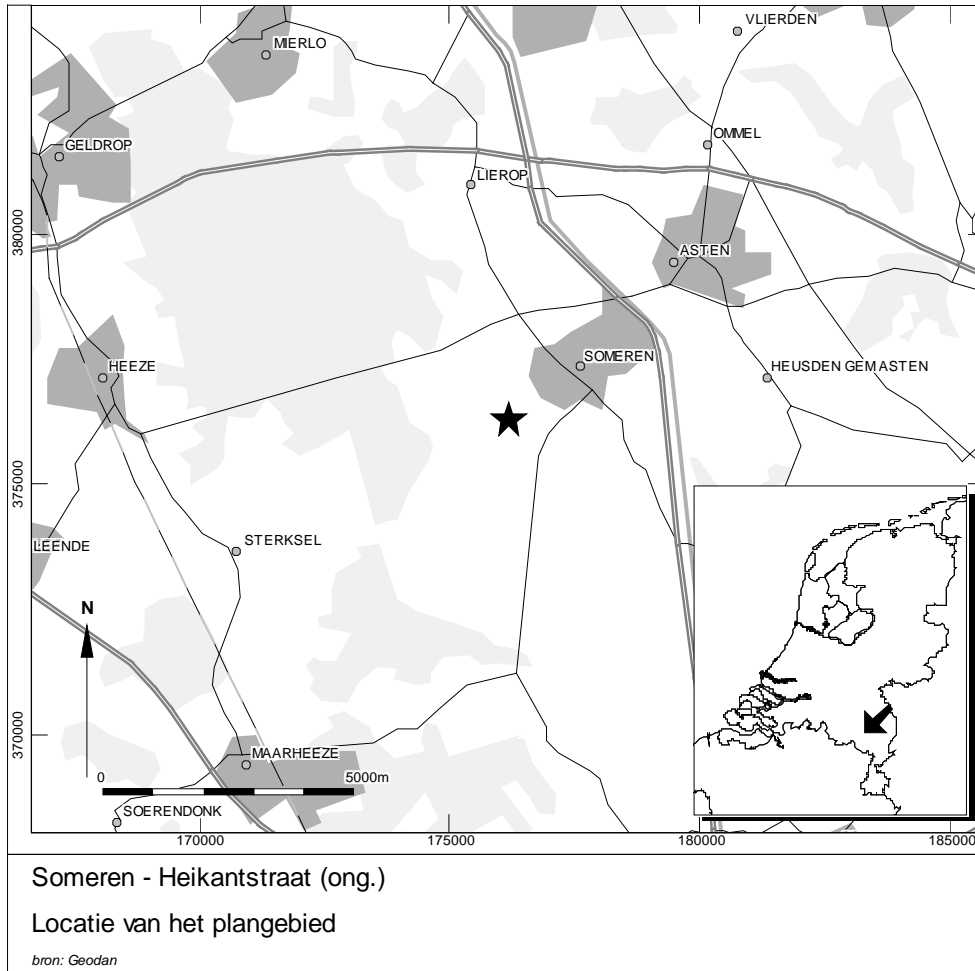 VLIERDEN
MIERLO
GELDROP
OMMEL
LIEROP
380000
ASTEN
SOMEREN
HEEZE
HEUSDEN GEM ASTEN
375000
STERKSEL
LEENDE
N
370000
MAARHEEZE
0 5000m
SOERENDONK
170000 175000 180000 185000
Someren - Heikantstraat (ong.)
Locatie van het plangebied
bron: Geodan